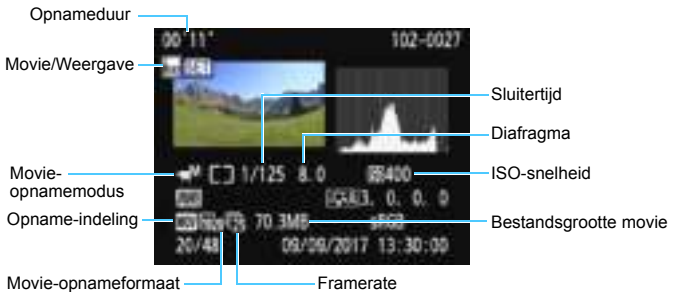 Opnameduur
00'11"
102-0027
Movie/Weergave
SET
Sluitertijd
Diafragma
1/125 8.0
400
ISO-snelheid
Movie-
opnamemodus
3, 0, 0, 0
Opname-indeling
MOV
70.3MB
sRGB
Bestandsgrootte movie
20/48
09/09/2017 13:30:00
Movie-opnameformaat
Framerate